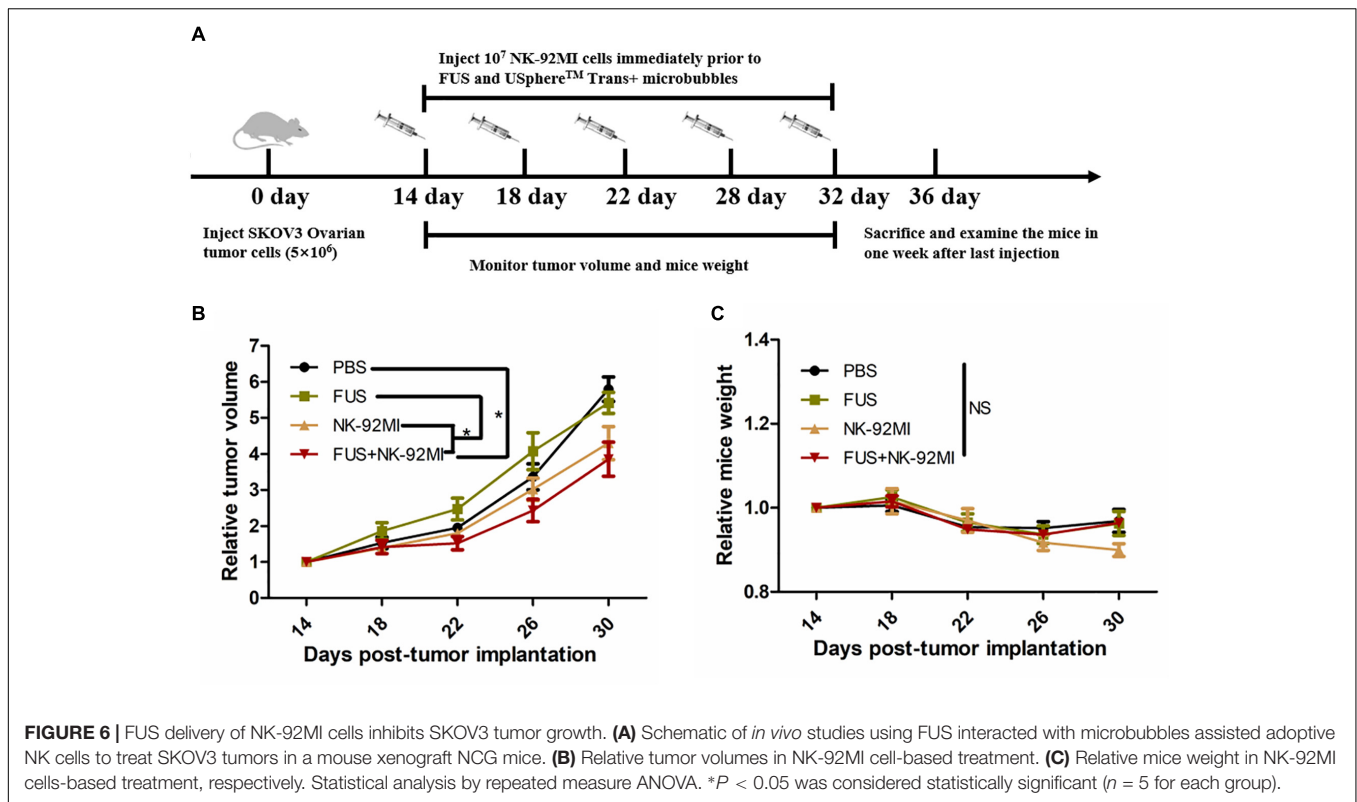 A
Inject 10⁷ NK-92MI cells immediately prior to
FUS and USphere™ Trans+ microbubbles
0 day
14 day
18 day
22 day
28 day
32 day
36 day
Inject SKOV3 Ovarian
tumor cells (5×10⁶)
Monitor tumor volume and mice weight
Sacrifice and examine the mice in
one week after last injection
B
7
6
5
4
3
2
1
0
Relative tumor volume
PBS
FUS
NK-92MI
FUS+NK-92MI
*
*
14
18
22
26
30
Days post-tumor implantation
C
1.4
1.2
1.0
0.8
Relative mice weight
PBS
FUS
NK-92MI
FUS+NK-92MI
NS
14
18
22
26
30
Days post-tumor implantation
FIGURE 6 | FUS delivery of NK-92MI cells inhibits SKOV3 tumor growth. (A) Schematic of in vivo studies using FUS interacted with microbubbles assisted adoptive
NK cells to treat SKOV3 tumors in a mouse xenograft NCG mice. (B) Relative tumor volumes in NK-92MI cell-based treatment. (C) Relative mice weight in NK-92MI
cells-based treatment, respectively. Statistical analysis by repeated measure ANOVA. *P < 0.05 was considered statistically significant (n = 5 for each group).